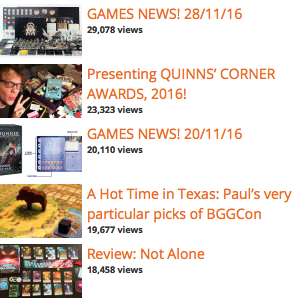 GAMES NEWS! 28/11/16
29,078 views
Presenting QUINNS’ CORNER
AWARDS, 2016!
23,323 views
GAMES NEWS! 20/11/16
20,110 views
A Hot Time in Texas: Paul’s very
particular picks of BGGCon
19,677 views
Review: Not Alone
18,458 views